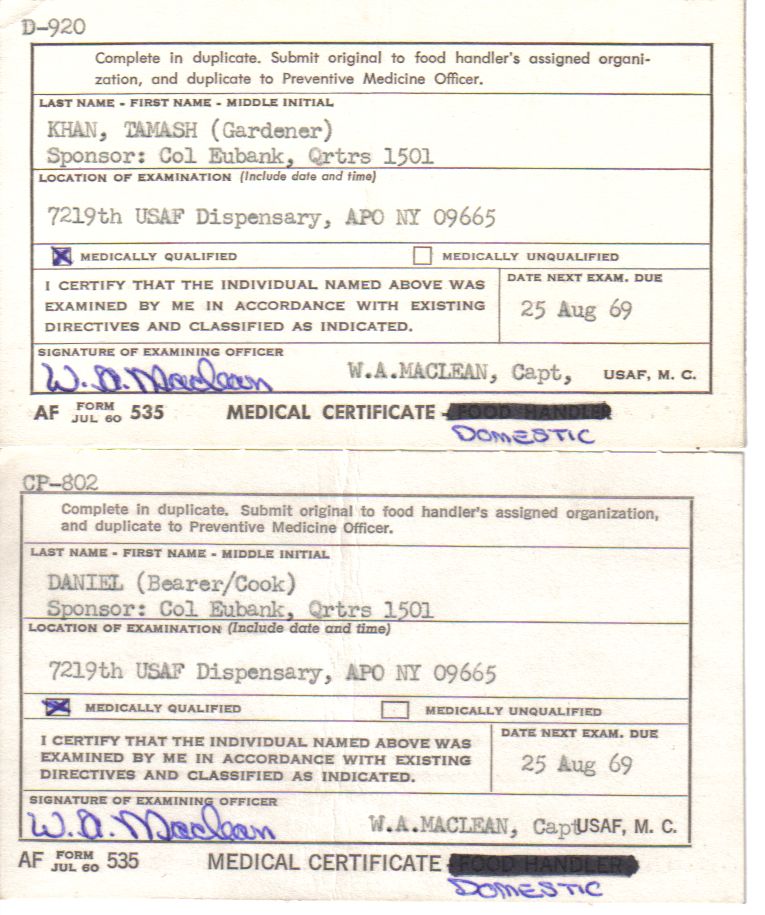 D-920
Complete in duplicate. Submit original to food handler's assigned organi-
zation, and duplicate to Preventive Medicine Officer.
LAST NAME - FIRST NAME - MIDDLE INITIAL
KHAN, TAMASH (Gardener)
Sponsor: Col Eubank, Qrtrs 1501
LOCATION OF EXAMINATION (Include date and time)
7219th USAF Dispensary, APO NY 09665
MEDICALLY QUALIFIED MEDICALLY UNQUALIFIED
I CERTIFY THAT THE INDIVIDUAL NAMED ABOVE WAS
EXAMINED BY ME IN ACCORDANCE WITH EXISTING
DIRECTIVES AND CLASSIFIED AS INDICATED.
DATE NEXT EXAM. DUE
25 Aug 69
SIGNATURE OF EXAMINING OFFICER
W. A. Maclean W.A.MACLEAN, Capt, USAF, M. C.
AF FORM JUL 60 535 MEDICAL CERTIFICATE - FOOD HANDLER
DOMESTIC
CP-802
Complete in duplicate. Submit original to food handler's assigned organization,
and duplicate to Preventive Medicine Officer.
LAST NAME - FIRST NAME - MIDDLE INITIAL
DANIEL (Bearer/Cook)
Sponsor: Col Eubank, Qrtrs 1501
LOCATION OF EXAMINATION (Include date and time)
7219th USAF Dispensary, APO NY 09665
MEDICALLY QUALIFIED MEDICALLY UNQUALIFIED
I CERTIFY THAT THE INDIVIDUAL NAMED ABOVE WAS
EXAMINED BY ME IN ACCORDANCE WITH EXISTING
DIRECTIVES AND CLASSIFIED AS INDICATED.
DATE NEXT EXAM. DUE
25 Aug 69
SIGNATURE OF EXAMINING OFFICER
W. A. Maclean W.A.MACLEAN, Capt USAF, M. C.
AF FORM JUL 60 535 MEDICAL CERTIFICATE - FOOD HANDLER
DOMESTIC